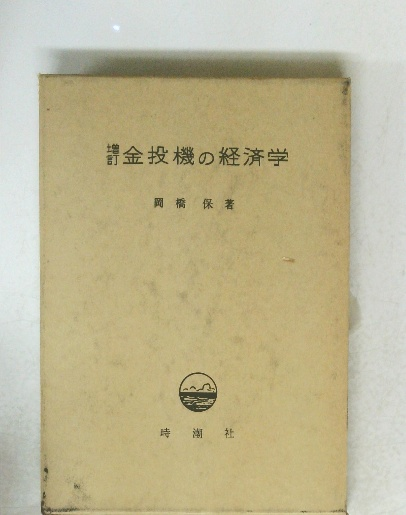 増訂 金投機の経済学
岡橋 保 著
時潮社